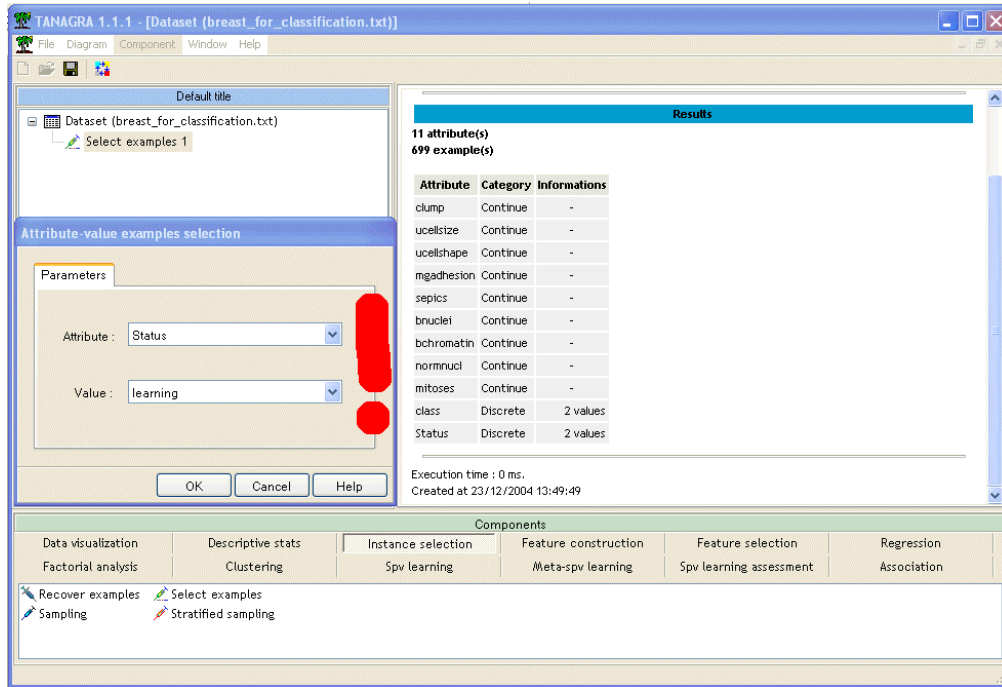 TANAGRA 1.1.1 - [Dataset (breast_for_classification.txt)]
File Diagram Component Window Help
Default title
Dataset (breast_for_classification.txt)
Select examples 1
Attribute-value examples selection
Parameters
Attribute : Status
Value : learning
OK Cancel Help
Results
11 attribute(s)
699 example(s)
Attribute Category Informations
clump Continue -
ucellsize Continue -
ucellshape Continue -
mgadhesion Continue -
sepics Continue -
bnuclei Continue -
bchromatin Continue -
normnucl Continue -
mitoses Continue -
class Discrete 2 values
Status Discrete 2 values
Execution time : 0 ms.
Created at 23/12/2004 13:49:49
Components
Data visualization Descriptive stats Instance selection Feature construction Feature selection Regression
Factorial analysis Clustering Spv learning Meta-spv learning Spv learning assessment Association
Recover examples Select examples
Sampling Stratified sampling